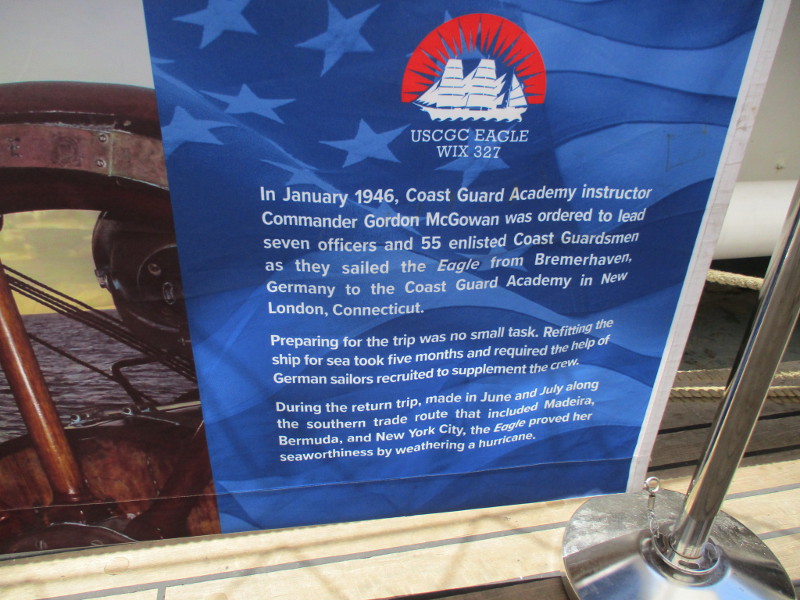 USCGC EAGLE
WIX 327
In January 1946, Coast Guard Academy instructor
Commander Gordon McGowan was ordered to lead
seven officers and 55 enlisted Coast Guardsmen
as they sailed the Eagle from Bremerhaven,
Germany to the Coast Guard Academy in New
London, Connecticut.
Preparing for the trip was no small task. Refitting the
ship for sea took five months and required the help of
German sailors recruited to supplement the crew.
During the return trip, made in June and July along
the southern trade route that included Madeira,
Bermuda, and New York City, the Eagle proved her
seaworthiness by weathering a hurricane.